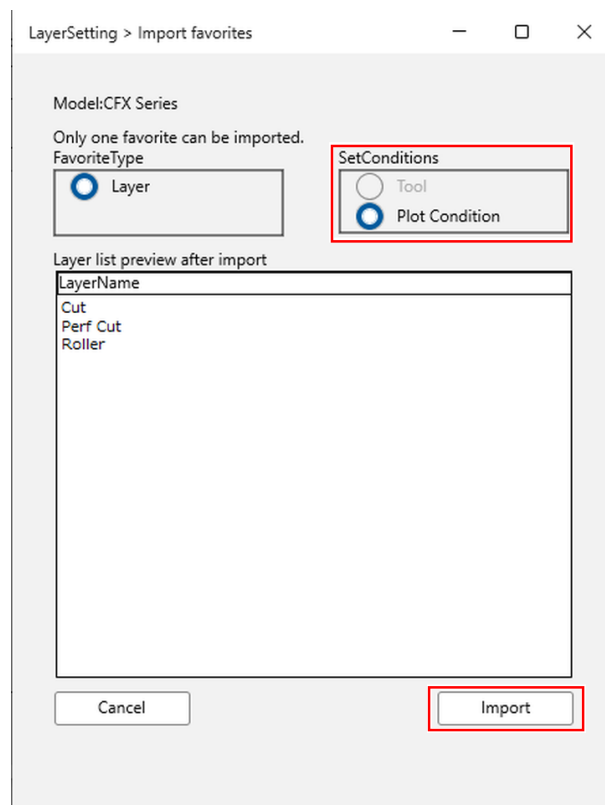 LayerSetting > Import favorites
Model:CFX Series
Only one favorite can be imported.
FavoriteType
Layer
SetConditions
Tool
Plot Condition
Layer list preview after import
LayerName
Cut
Perf Cut
Roller
Cancel
Import